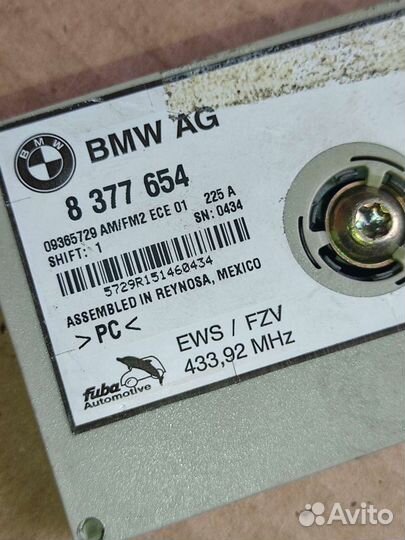 BMW
BMW AG
8 377 654
09365729 AM/FM2 ECE 01 225 A
SHIFT: 1 SN: 0434
5729R151460434
ASSEMBLED IN REYNOSA, MEXICO
>PC<
EWS / FZV
433,92 MHz
fuba
Automotive
Avito